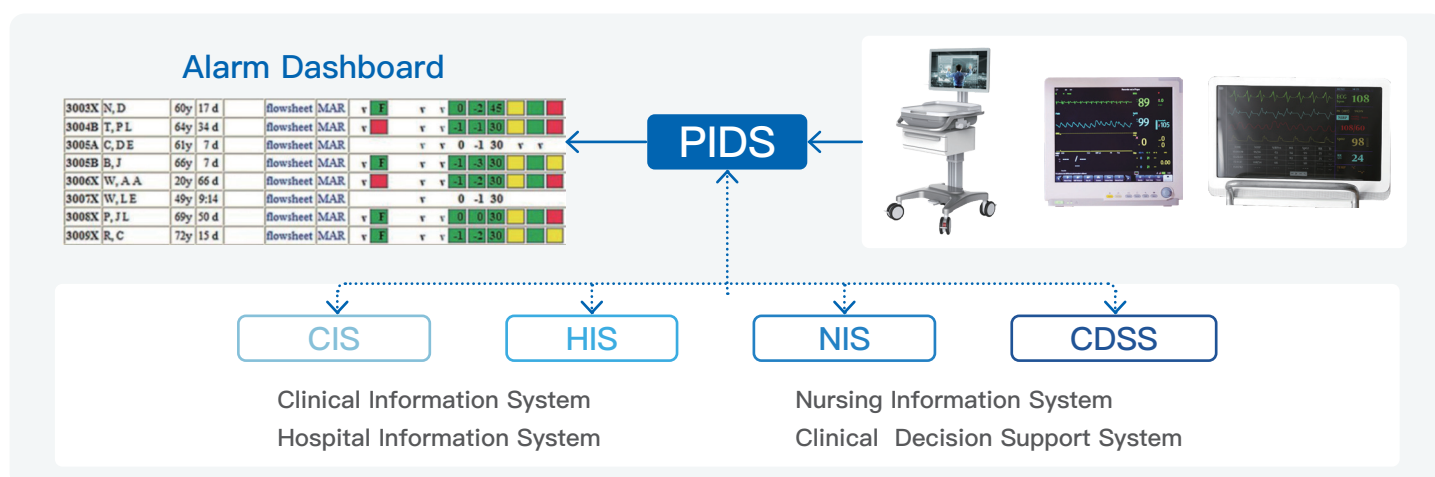 Alarm Dashboard
3003X N, D 60y 17 d flowsheet MAR v F v v 0 -2 45
3004B T, P L 64y 34 d flowsheet MAR v v v -1 -1 30
3005A C, D E 61y 7 d flowsheet MAR v v 0 -1 30 v v
3005B B, J 66y 7 d flowsheet MAR v F v v -1 -3 30
3006X W, A A 20y 66 d flowsheet MAR v v v -1 -2 30
3007X W, L E 49y 9:14 flowsheet MAR v 0 -1 30
3008X P, J L 69y 50 d flowsheet MAR v F v v 0 0 30
3009X R, C 72y 15 d flowsheet MAR v F v v -1 -2 30
PIDS
89
99
108
98
24
0.00
CIS HIS NIS CDSS
Clinical Information System
Hospital Information System
Nursing Information System
Clinical Decision Support System